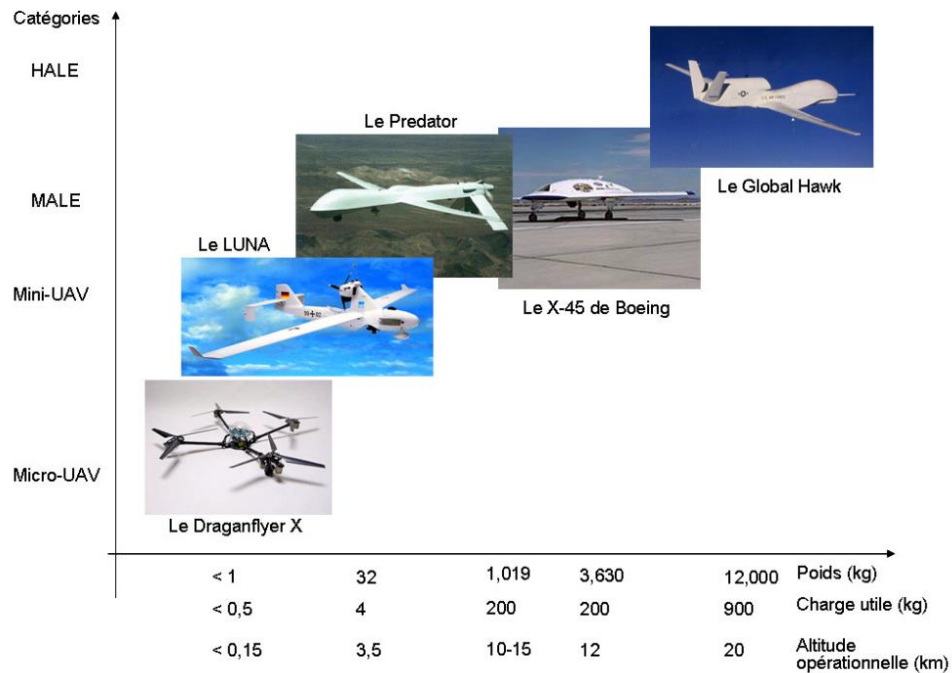 Catégories
HALE
Le Predator
Le Global Hawk
MALE
Le LUNA
Mini-UAV
Le X-45 de Boeing
Micro-UAV
Le Draganflyer X
< 1 32 1,019 3,630 12,000 Poids (kg)
< 0,5 4 200 200 900 Charge utile (kg)
< 0,15 3,5 10-15 12 20 Altitude
opérationnelle (km)